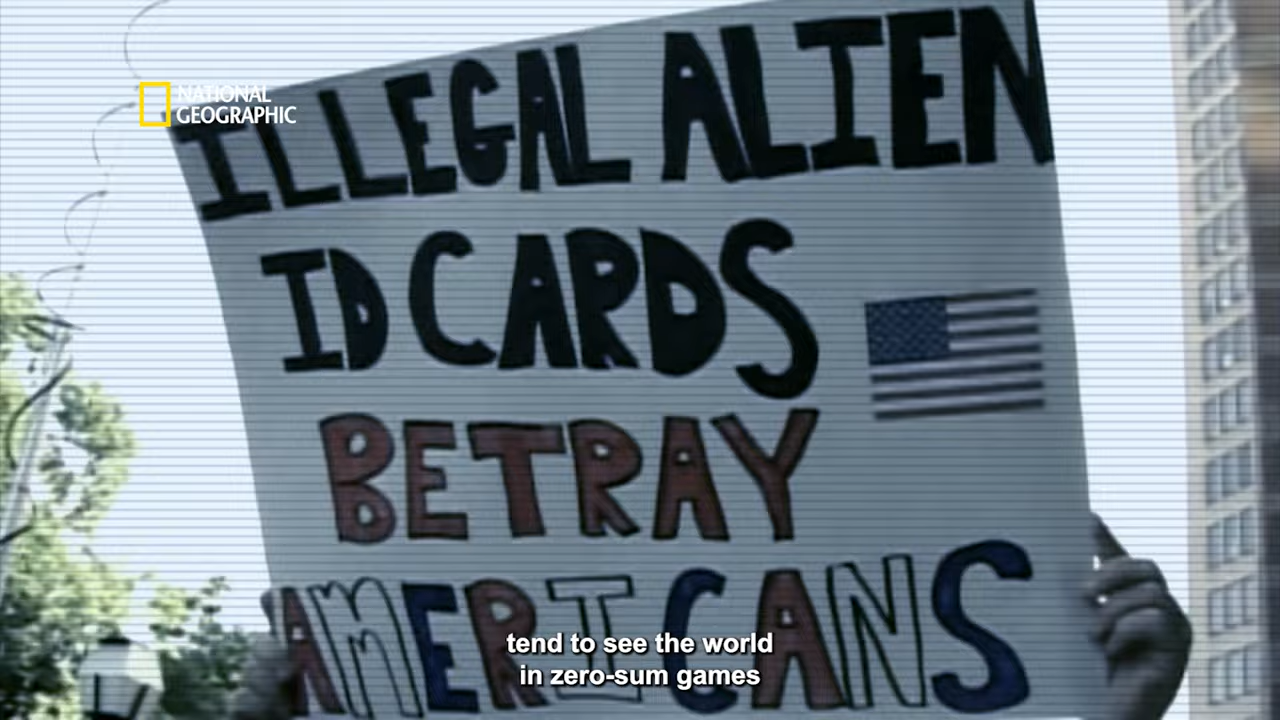 NATIONAL
GEOGRAPHIC
ILLEGAL ALIEN
ID CARDS
BETRAY
AMERICANS
tend to see the world
in zero-sum games